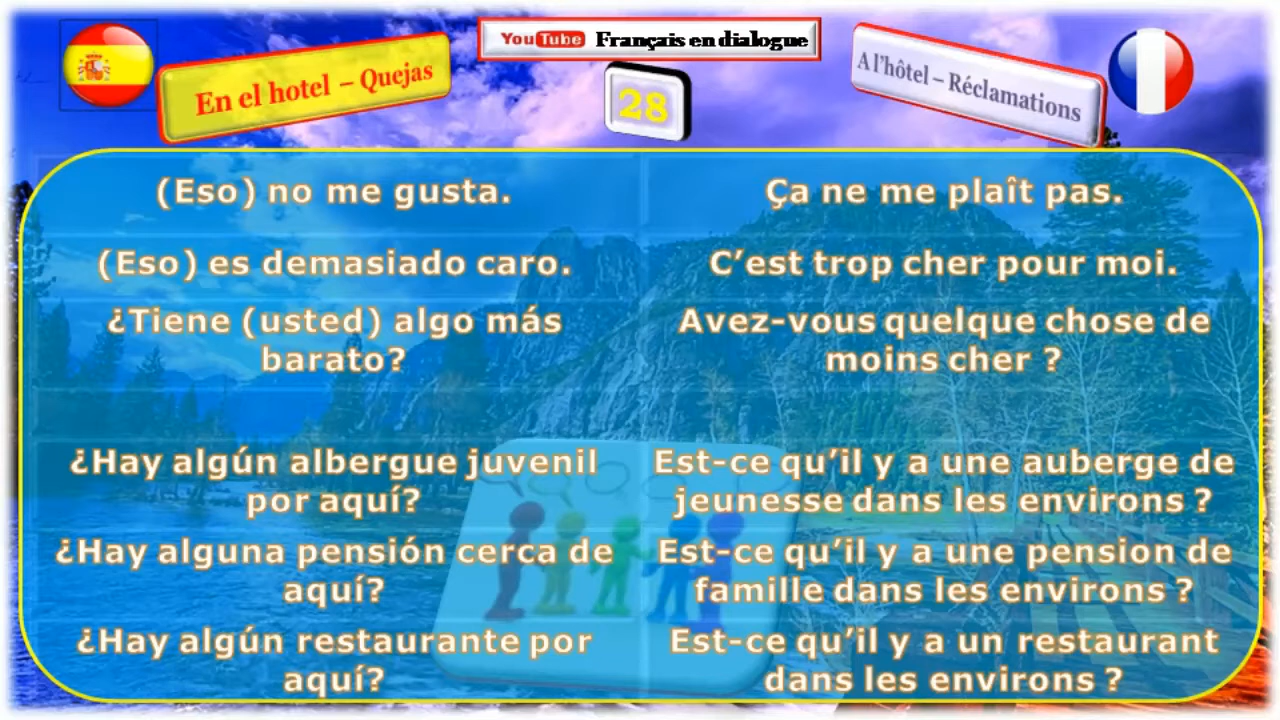 YouTube Français en dialogue
En el hotel – Quejas
28
A l’hôtel – Réclamations
(Eso) no me gusta.
Ça ne me plaît pas.
(Eso) es demasiado caro.
C’est trop cher pour moi.
¿Tiene (usted) algo más
barato?
Avez-vous quelque chose de
moins cher ?
¿Hay algún albergue juvenil
por aquí?
Est-ce qu’il y a une auberge de
jeunesse dans les environs ?
¿Hay alguna pensión cerca de
aquí?
Est-ce qu’il y a une pension de
famille dans les environs ?
¿Hay algún restaurante por
aquí?
Est-ce qu’il y a un restaurant
dans les environs ?